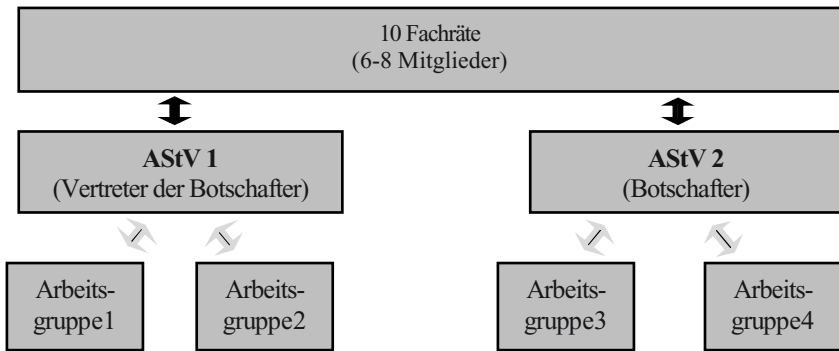 10 Fachräte
(6-8 Mitglieder)
AStV 1
(Vertreter der Botschafter)
AStV 2
(Botschafter)
Arbeits-
gruppe1
Arbeits-
gruppe2
Arbeits-
gruppe3
Arbeits-
gruppe4